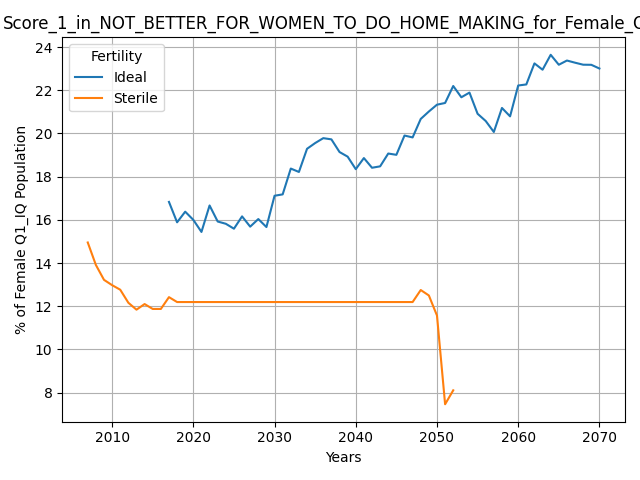 Score_1_in_NOT_BETTER_FOR_WOMEN_TO_DO_HOME_MAKING_for_Female_
Fertility
Ideal
Sterile
% of Female Q1_IQ Population
24
22
20
18
16
14
12
10
8
2010 2020 2030 2040 2050 2060 2070
Years